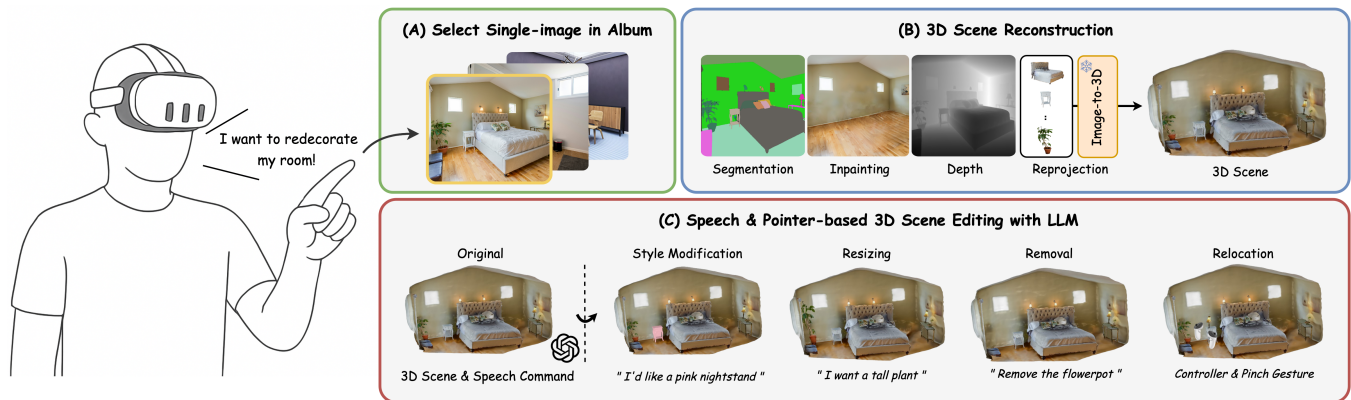 I want to redecorate
my room!
(A) Select Single-image in Album
(B) 3D Scene Reconstruction
Segmentation
Inpainting
Depth
Reprojection
Image-to-3D
3D Scene
(C) Speech & Pointer-based 3D Scene Editing with LLM
Original
Style Modification
Resizing
Removal
Relocation
3D Scene & Speech Command
" I'd like a pink nightstand "
" I want a tall plant "
" Remove the flowerpot "
Controller & Pinch Gesture